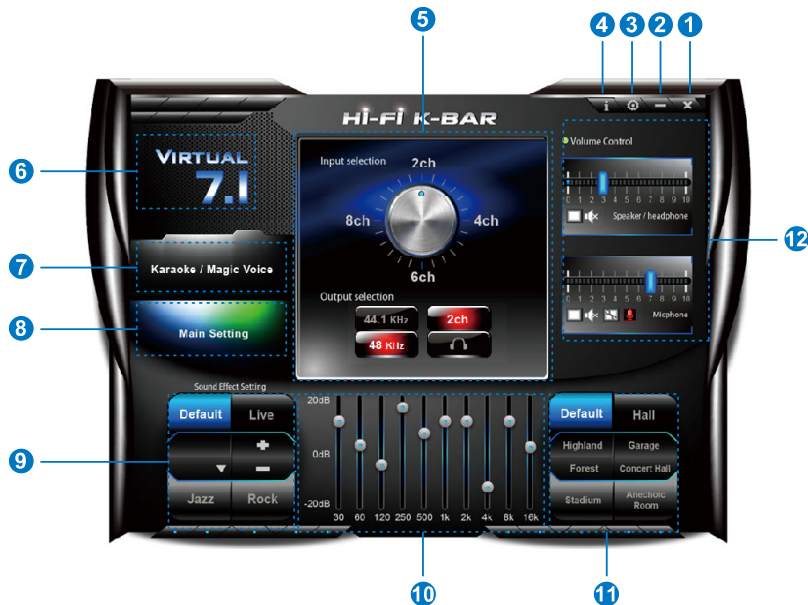 5
4
3
2
1
i
HiFi K-BAR
6
VIRTUAL
7.1
Input selection
2ch
8ch
4ch
6ch
Volume Control
0 1 2 3 4 5 6 7 8 9 10
Speaker / headphone
12
7
Karaoke / Magic Voice
0 1 2 3 4 5 6 7 8 9 10
Micphone
8
Main Setting
Output selection
44.1 KHz
2ch
48 KHz
Sound Effect Setting
Default
Live
9
Jazz
Rock
20dB
0dB
-20dB
30 60 120 250 500 1k 2k 4k 8k 16k
Default
Hall
Highland
Garage
Forest
Concert Hall
Stadium
Anechoic
Room
10
11